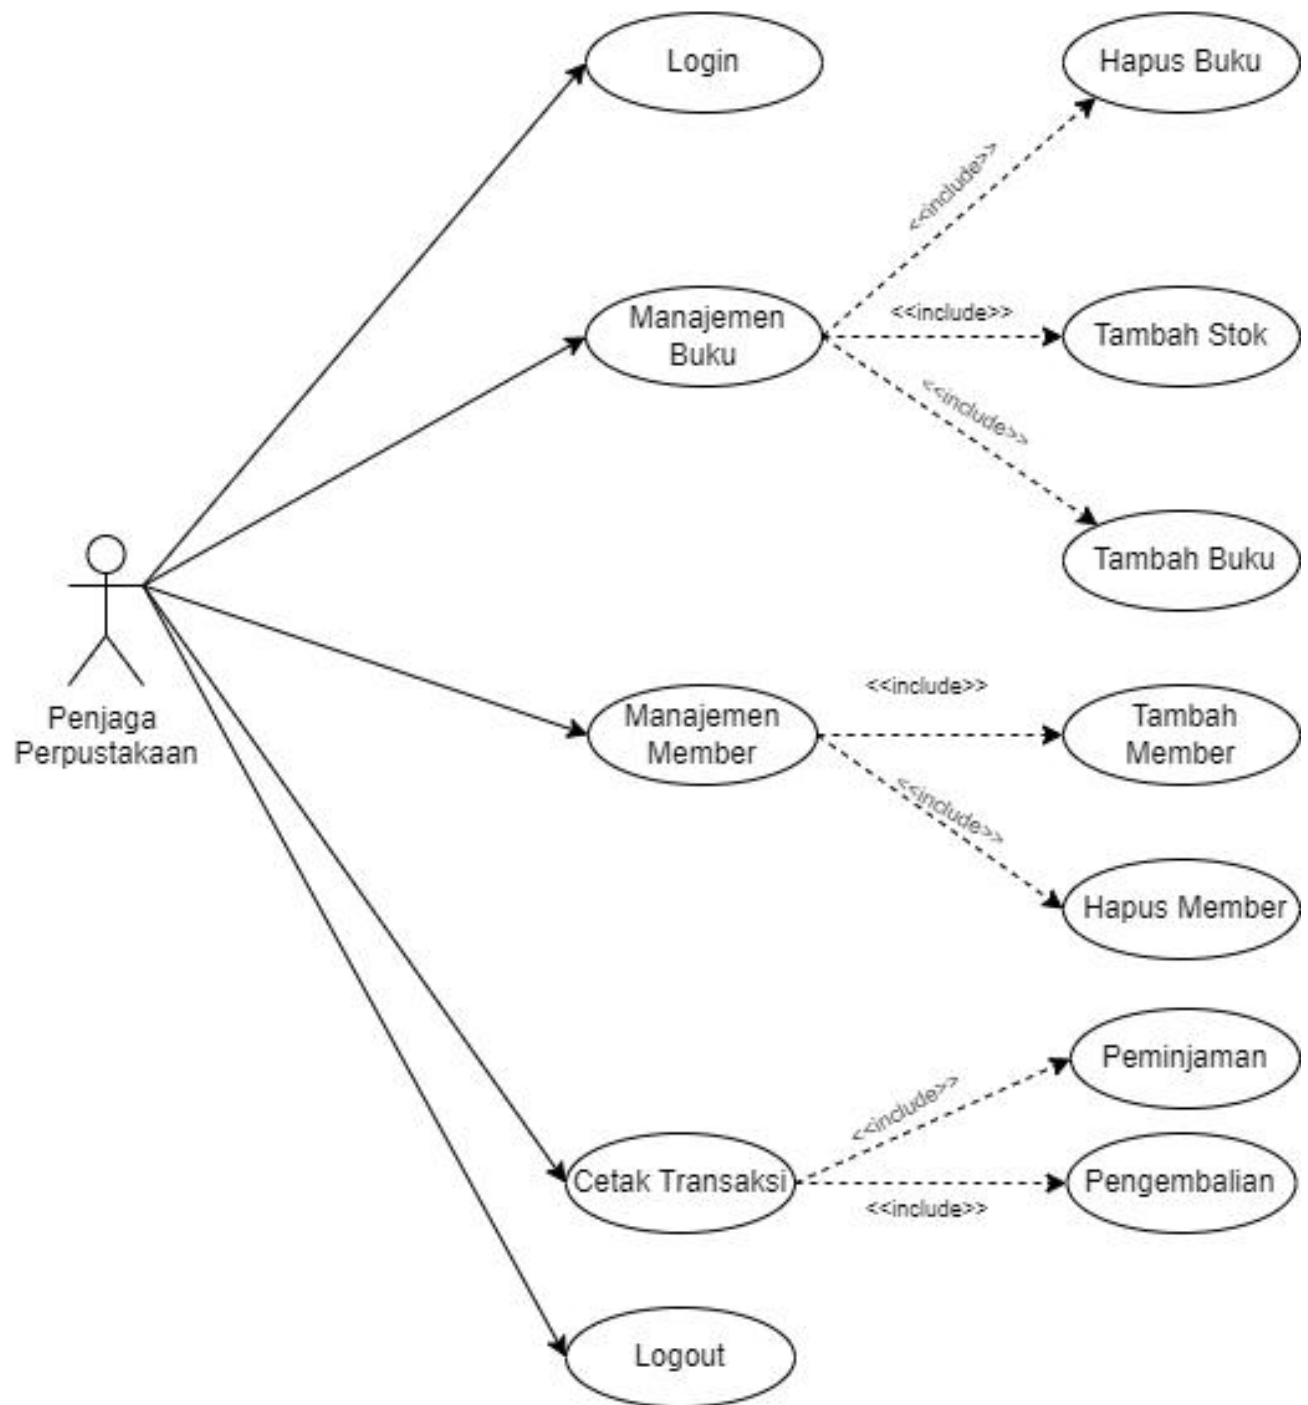 Login
Hapus Buku
<<include>>
Manajemen
Buku
<<include>>
Tambah Stok
<<include>>
Tambah Buku
Penjaga
Perpustakaan
Manajemen
Member
<<include>>
Tambah
Member
<<include>>
Hapus Member
Peminjaman
<<include>>
Cetak Transaksi
Pengembalian
<<include>>
Logout